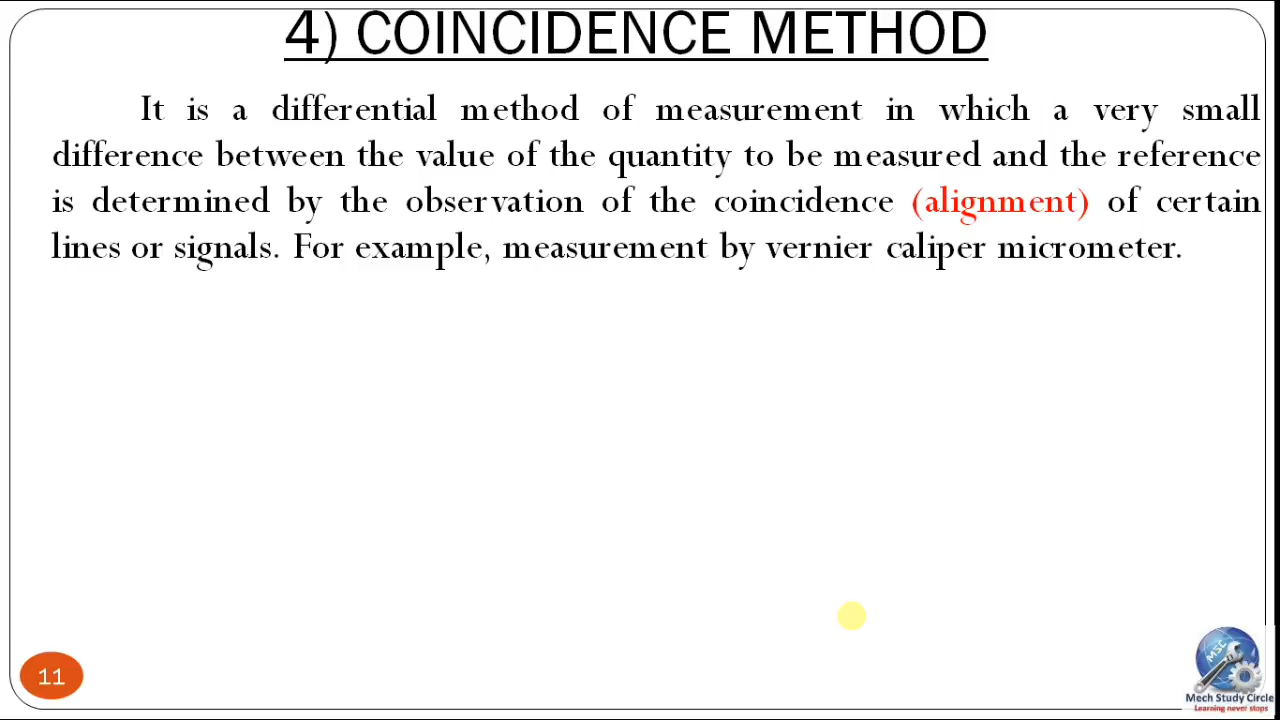 4) COINCIDENCE METHOD
It is a differential method of measurement in which a very small
difference between the value of the quantity to be measured and the reference
is determined by the observation of the coincidence (alignment) of certain
lines or signals. For example, measurement by vernier caliper micrometer.
11
MSC
Mech Study Circle
Learning never stops